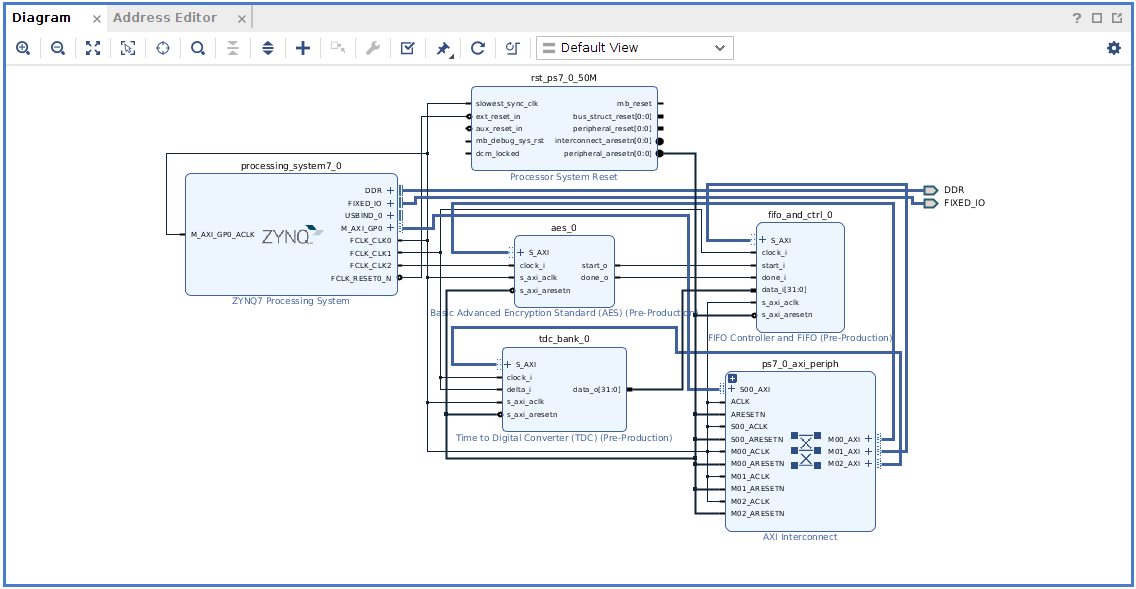 Diagram
Address Editor
Default View
rst_ps7_0_50M
slowest_sync_clk
ext_reset_in
aux_reset_in
mb_debug_sys_rst
dcm_locked
mb_reset
bus_struct_reset[0:0]
peripheral_reset[0:0]
interconnect_aresetn[0:0]
peripheral_aresetn[0:0]
Processor System Reset
processing_system7_0
M_AXI_GP0_ACLK
ZYNQ
DDR
FIXED_IO
USBIND_0
M_AXI_GP0
FCLK_CLK0
FCLK_CLK1
FCLK_CLK2
FCLK_RESET0_N
ZYNQ7 Processing System
DDR
FIXED_IO
aes_0
S_AXI
clock_i
s_axi_aclk
s_axi_aresetn
start_o
done_o
Basic Advanced Encryption Standard (AES) (Pre-Production)
fifo_and_ctrl_0
S_AXI
clock_i
start_i
done_i
data_i[31:0]
s_axi_aclk
s_axi_aresetn
FIFO Controller and FIFO (Pre-Production)
tdc_bank_0
S_AXI
clock_i
delta_i
s_axi_aclk
s_axi_aresetn
data_o[31:0]
Time to Digital Converter (TDC) (Pre-Production)
ps7_0_axi_periph
S00_AXI
ACLK
ARESETN
S00_ACLK
S00_ARESETN
M00_ACLK
M00_ARESETN
M01_ACLK
M01_ARESETN
M02_ACLK
M02_ARESETN
M00_AXI
M01_AXI
M02_AXI
AXI Interconnect